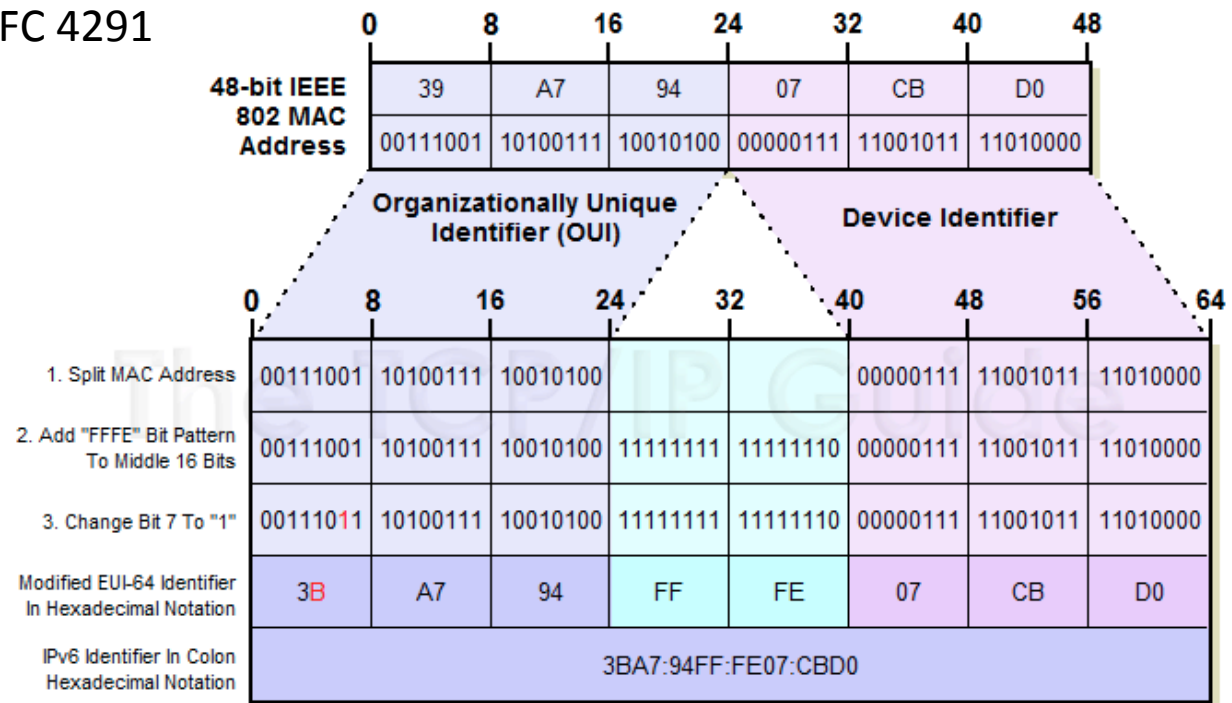 FC 4291
0 8 16 24 32 40 48
48-bit IEEE
802 MAC
Address
39 A7 94 07 CB D0
00111001 10100111 10010100 00000111 11001011 11010000
Organizationally Unique
Identifier (OUI)
Device Identifier
0 8 16 24 32 40 48 56 64
The TCP/IP Guide
1. Split MAC Address 00111001 10100111 10010100 00000111 11001011 11010000
2. Add "FFFE" Bit Pattern
To Middle 16 Bits
00111001 10100111 10010100 11111111 11111110 00000111 11001011 11010000
3. Change Bit 7 To "1" 00111011 10100111 10010100 11111111 11111110 00000111 11001011 11010000
Modified EUI-64 Identifier
In Hexadecimal Notation
3B A7 94 FF FE 07 CB D0
IPv6 Identifier In Colon
Hexadecimal Notation
3BA7:94FF:FE07:CBD0